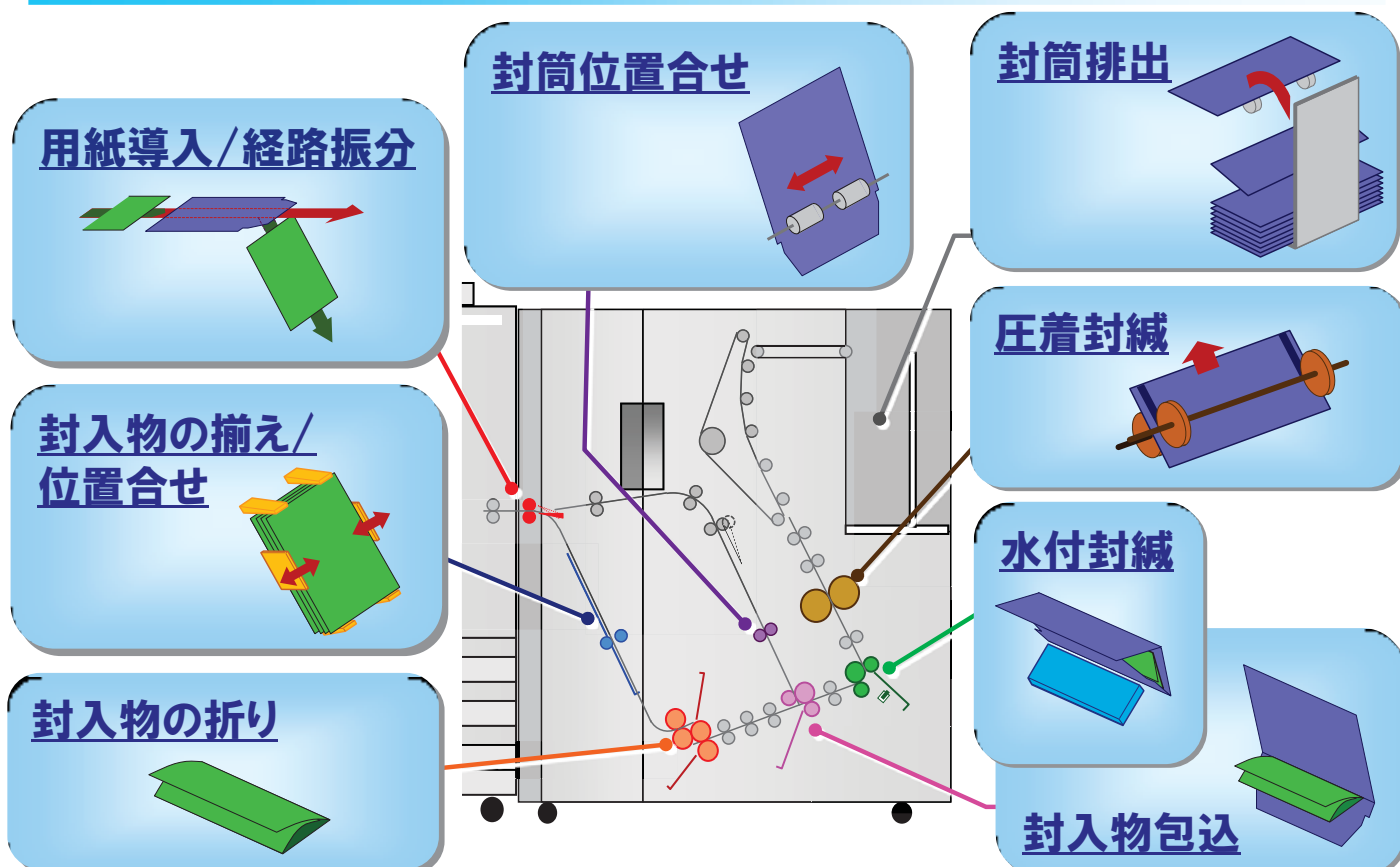 用紙導入/経路振分
封筒位置合せ
封筒排出
封入物の揃え/
位置合せ
圧着封緘
水付封緘
封入物の折り
封入物包込